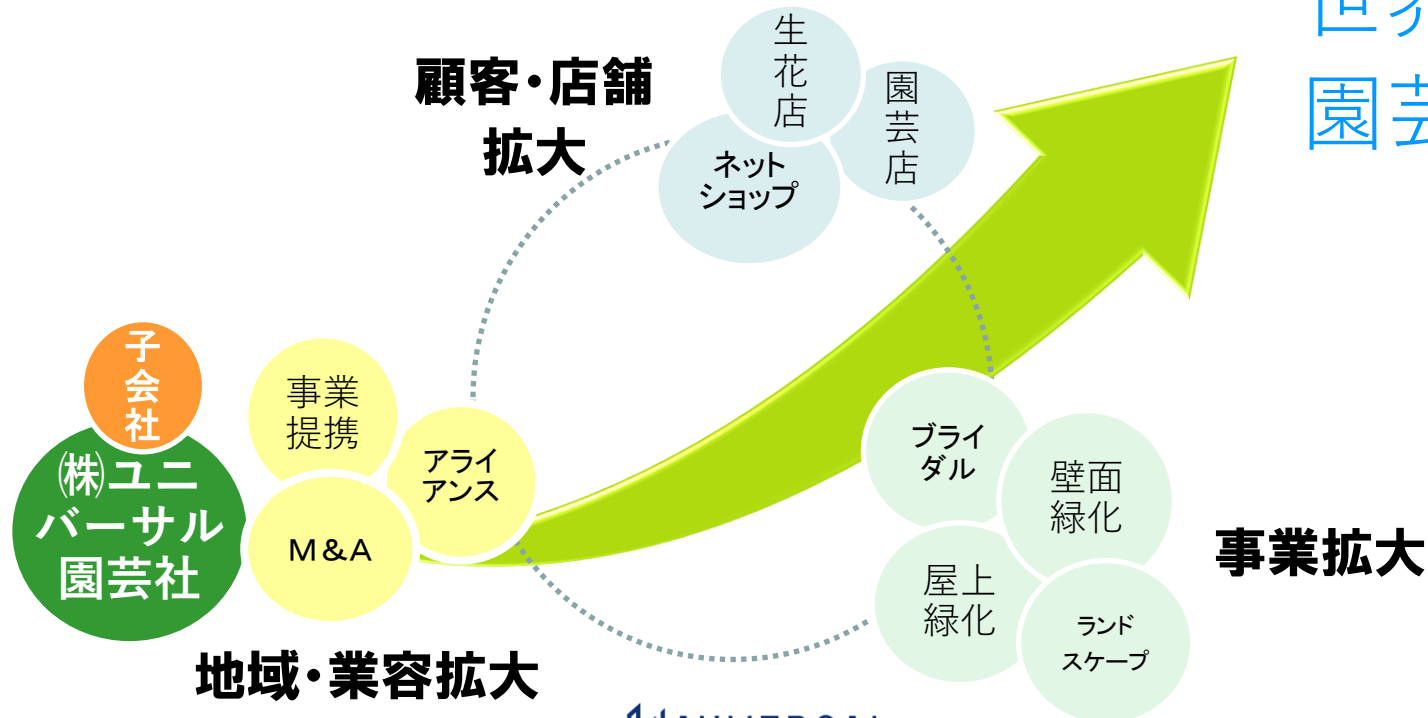 顧客・店舗
拡大
生花店
園芸店
ネット
ショップ
園芸
子会社
㈱ユニ
バーサル
園芸社
事業
提携
アライ
アンス
M&A
地域・業容拡大
ブライ
ダル
壁面
緑化
屋上
緑化
ランド
スケープ
事業拡大